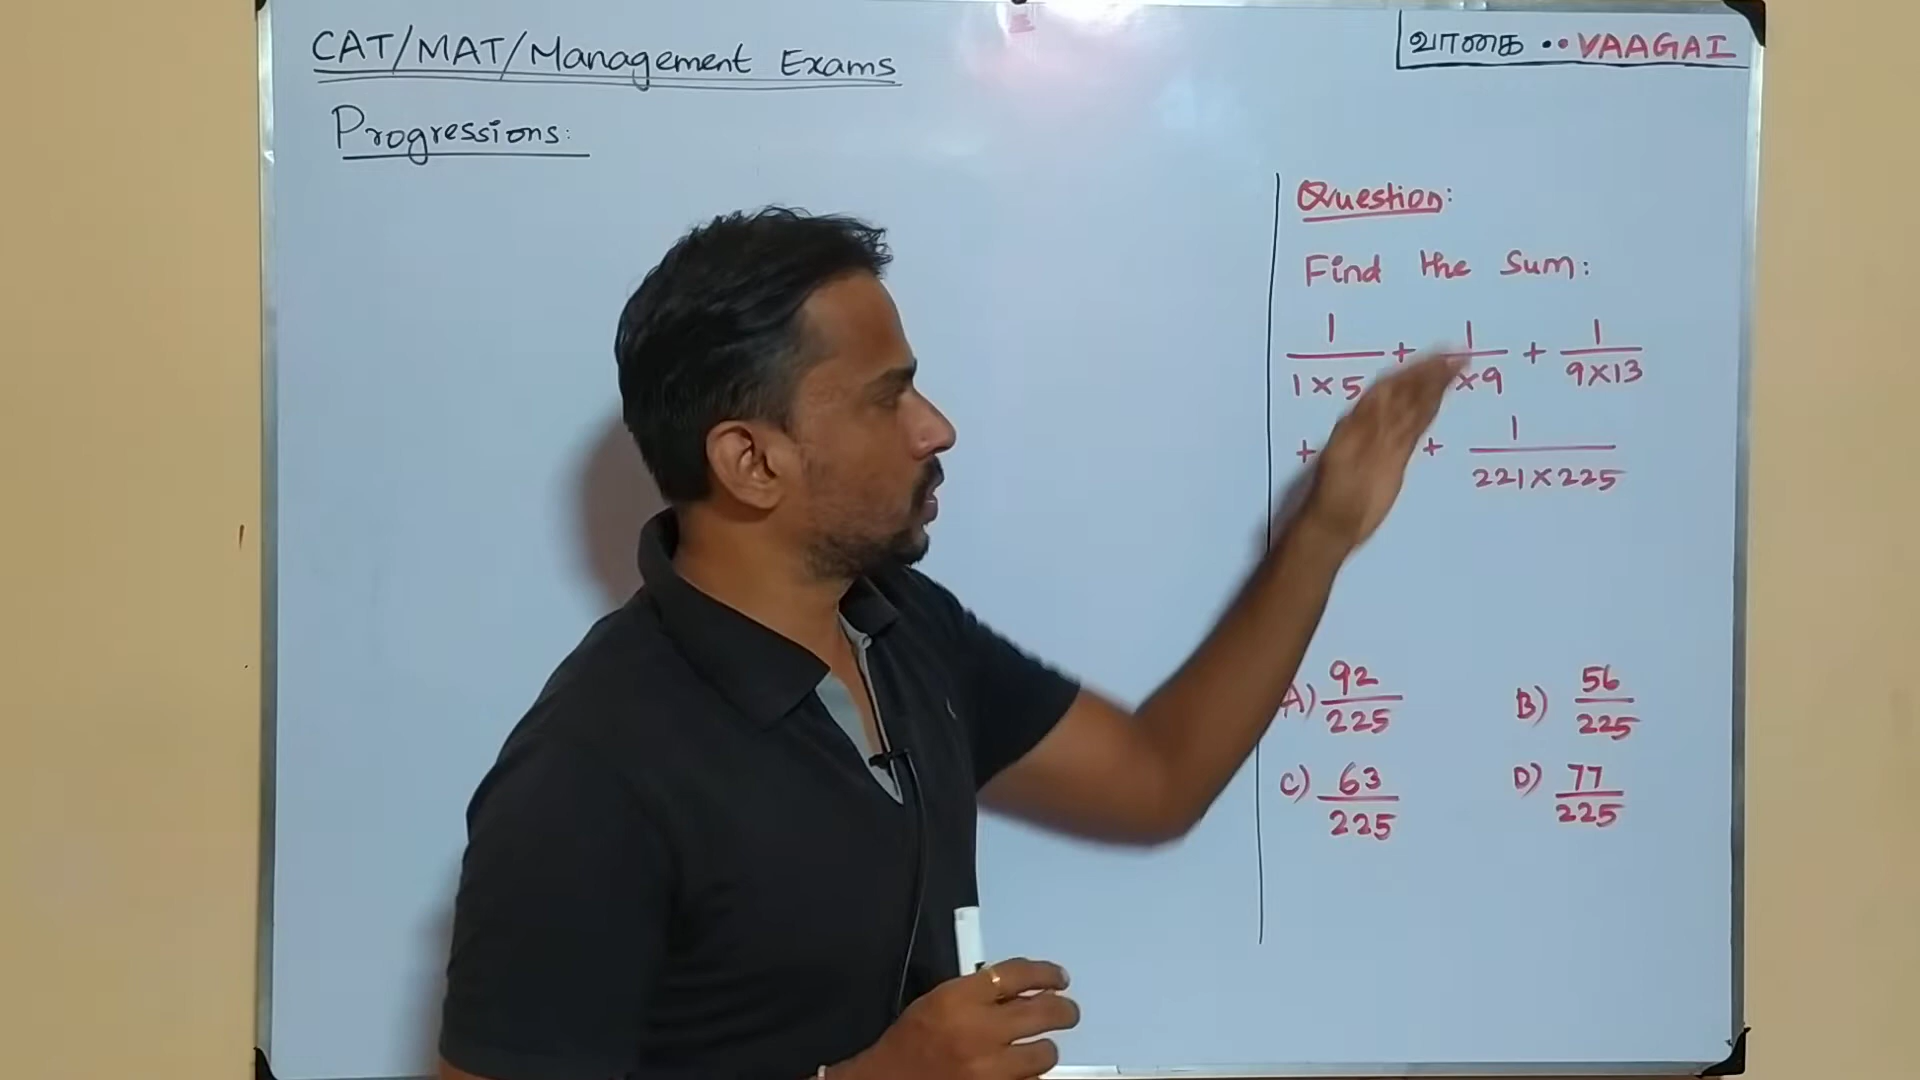 CAT/MAT/Management Exams
வாகை ..VAAGAI
Progressions:
Question:
Find the Sum:
1/1×5 + 1/×9 + 1/9×13
+ + 1/221×225
A) 92/225 B) 56/225
C) 63/225 D) 77/225